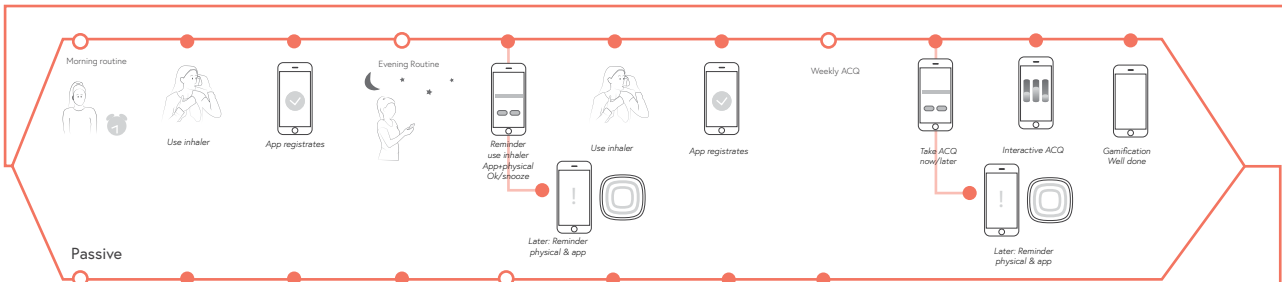 Morning routine
Use inhaler
App registrates
Evening Routine
Reminder
use inhaler
App+physical
Ok/snooze
Later: Reminder
physical & app
Use inhaler
App registrates
Weekly ACQ
Take ACQ
now/later
Later: Reminder
physical & app
Interactive ACQ
Gamification
Well done
Passive